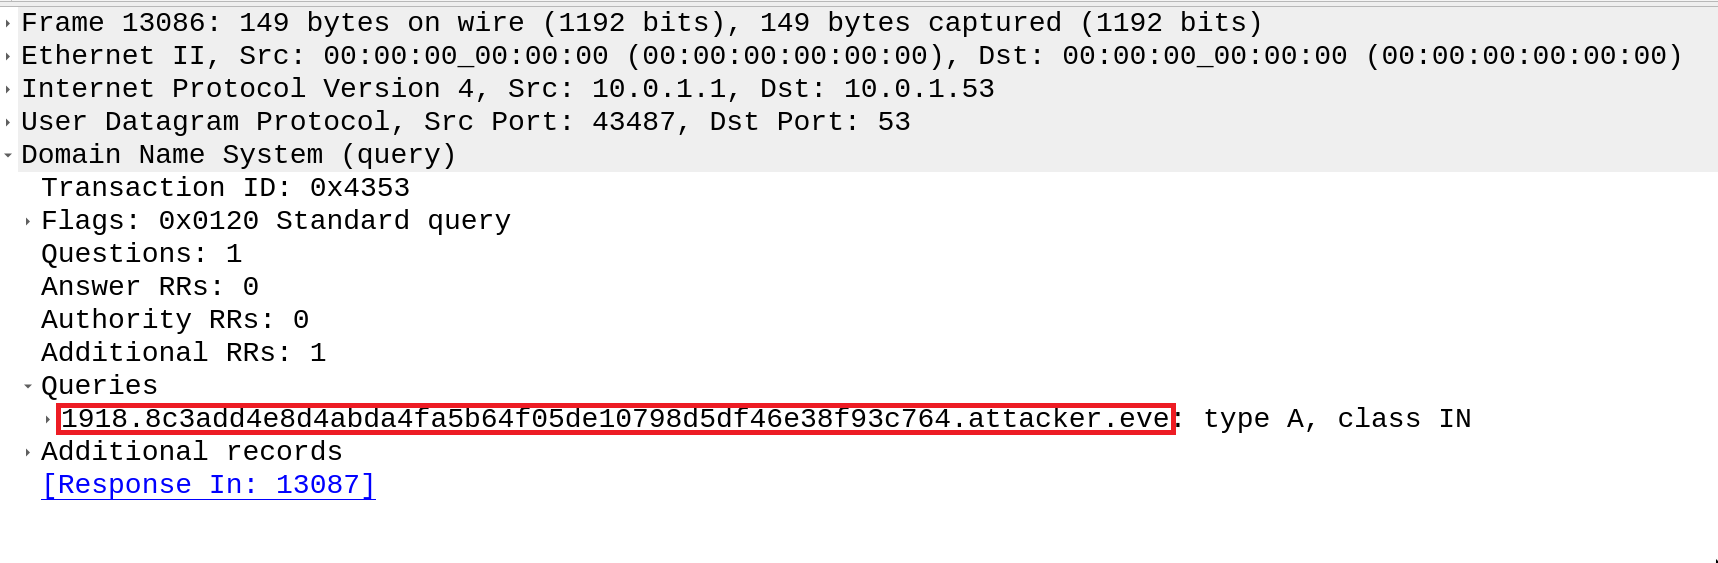 Frame 13086: 149 bytes on wire (1192 bits), 149 bytes captured (1192 bits)
Ethernet II, Src: 00:00:00_00:00:00 (00:00:00:00:00:00), Dst: 00:00:00_00:00:00 (00:00:00:00:00:00)
Internet Protocol Version 4, Src: 10.0.1.1, Dst: 10.0.1.53
User Datagram Protocol, Src Port: 43487, Dst Port: 53
Domain Name System (query)
Transaction ID: 0x4353
Flags: 0x0120 Standard query
Questions: 1
Answer RRs: 0
Authority RRs: 0
Additional RRs: 1
Queries
1918.8c3add4e8d4abda4fa5b64f05de10798d5df46e38f93c764.attacker.eve: type A, class IN
Additional records
[Response In: 13087]